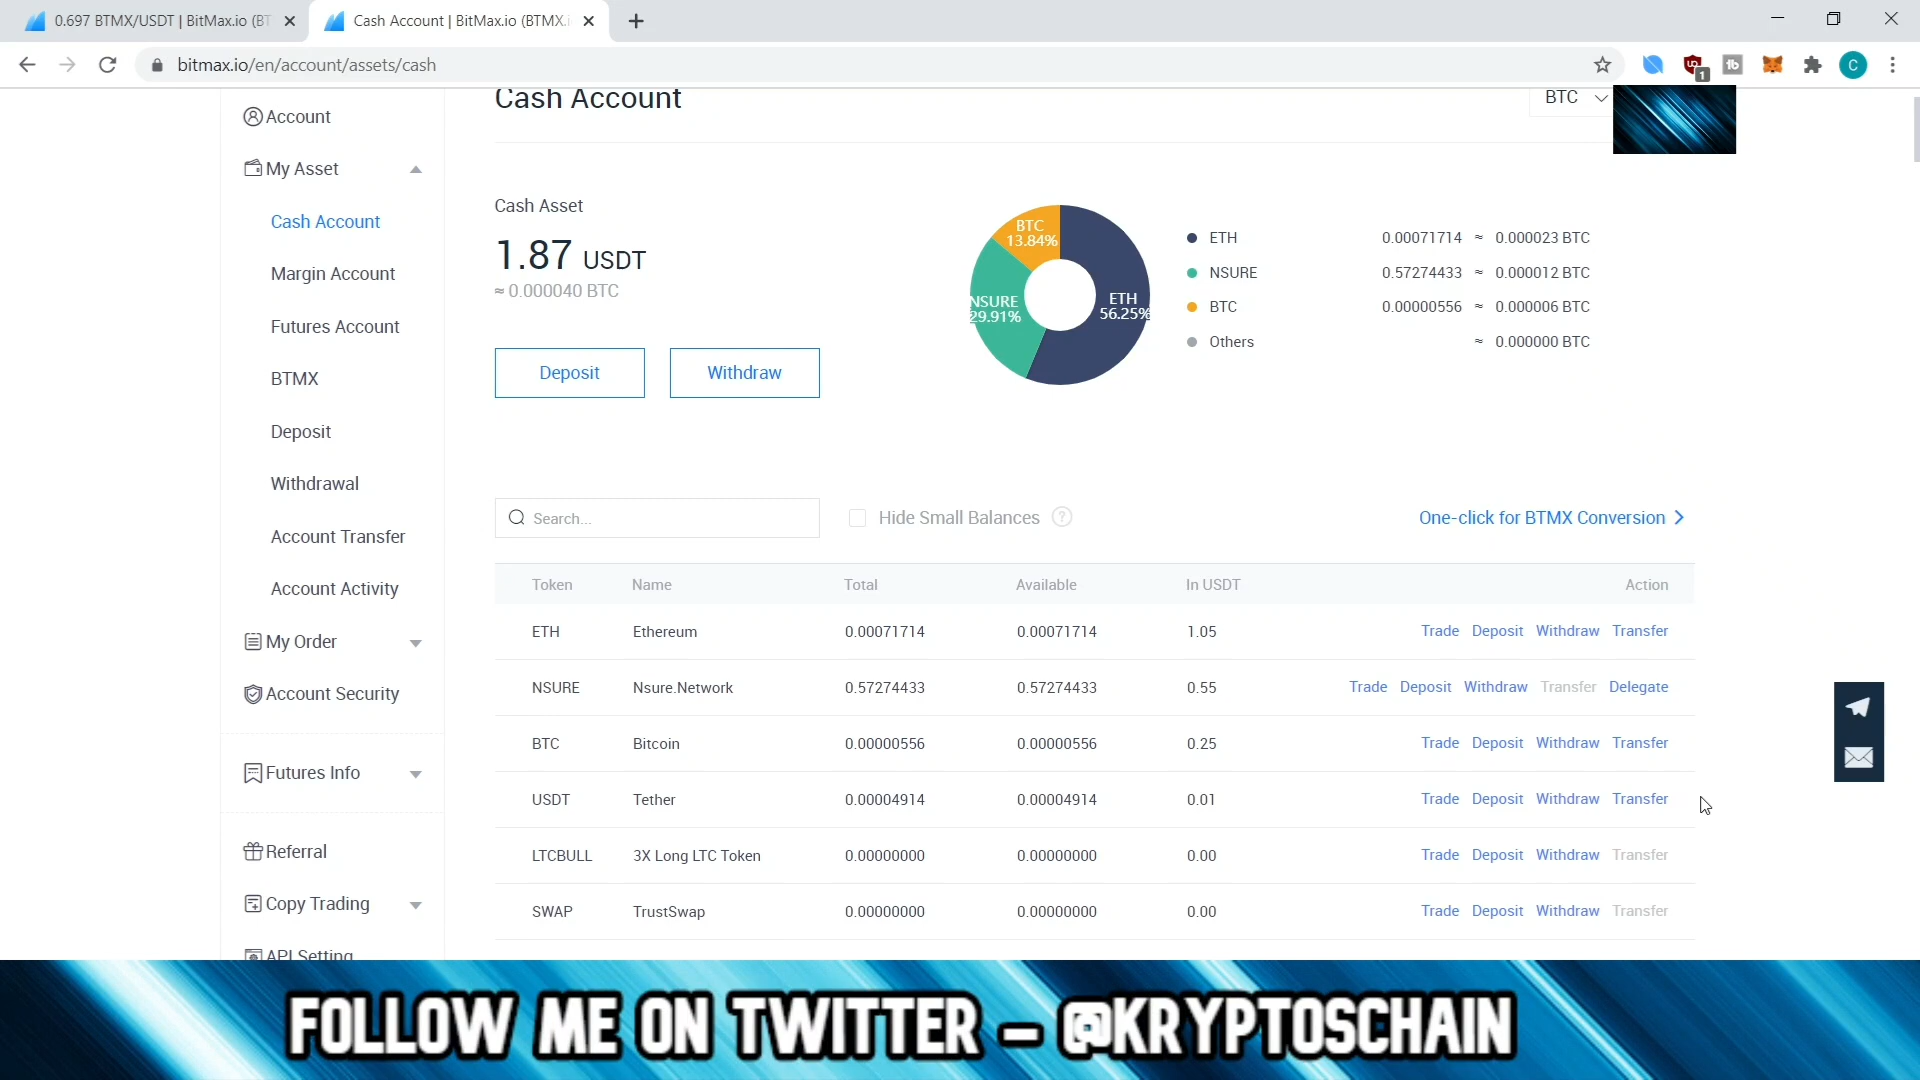 0.697 BTMX/USDT | BitMax.io (BT
Cash Account | BitMax.io (BTMX.
bitmax.io/en/account/assets/cash
1
C
Account
My Asset
Cash Account
Margin Account
Futures Account
BTMX
Deposit
Withdrawal
Account Transfer
Account Activity
My Order
Account Security
Futures Info
Referral
Copy Trading
API Setting
Cash Account
BTC
Cash Asset
1.87 USDT
≈ 0.000040 BTC
Deposit Withdraw
BTC
13.84%
NSURE
29.91%
ETH
56.25%
ETH 0.00071714 ≈ 0.000023 BTC
NSURE 0.57274433 ≈ 0.000012 BTC
BTC 0.00000556 ≈ 0.000006 BTC
Others ≈ 0.000000 BTC
Search... Hide Small Balances ? One-click for BTMX Conversion
Token Name Total Available In USDT Action
ETH Ethereum 0.00071714 0.00071714 1.05 Trade Deposit Withdraw Transfer
NSURE Nsure.Network 0.57274433 0.57274433 0.55 Trade Deposit Withdraw Transfer Delegate
BTC Bitcoin 0.00000556 0.00000556 0.25 Trade Deposit Withdraw Transfer
USDT Tether 0.00004914 0.00004914 0.01 Trade Deposit Withdraw Transfer
LTCBULL 3X Long LTC Token 0.00000000 0.00000000 0.00 Trade Deposit Withdraw Transfer
SWAP TrustSwap 0.00000000 0.00000000 0.00 Trade Deposit Withdraw Transfer
FOLLOW ME ON TWITTER – @KRYPTOSCHAIN